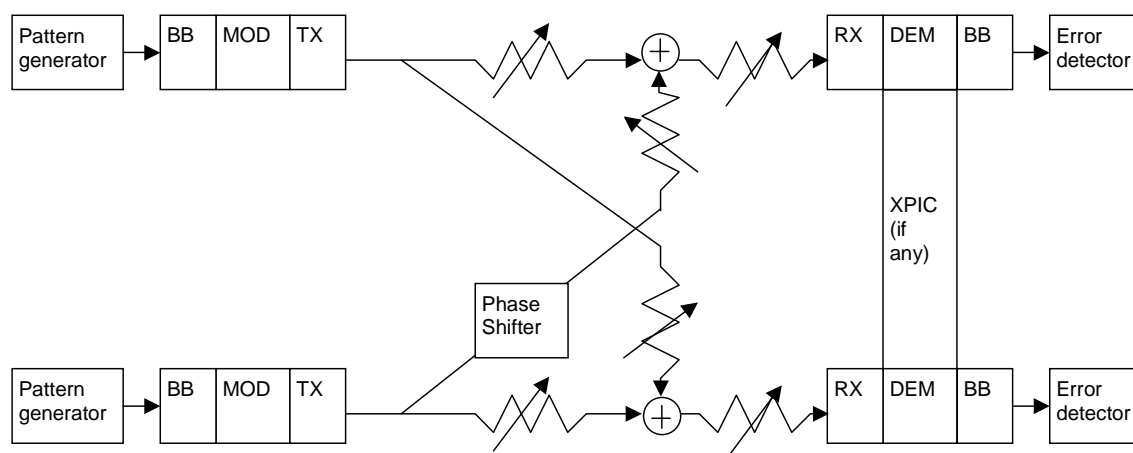 Pattern
generator
BB MOD TX
RX DEM BB
Error
detector
XPIC
(if
any)
Phase
Shifter
Pattern
generator
BB MOD TX
RX DEM BB
Error
detector